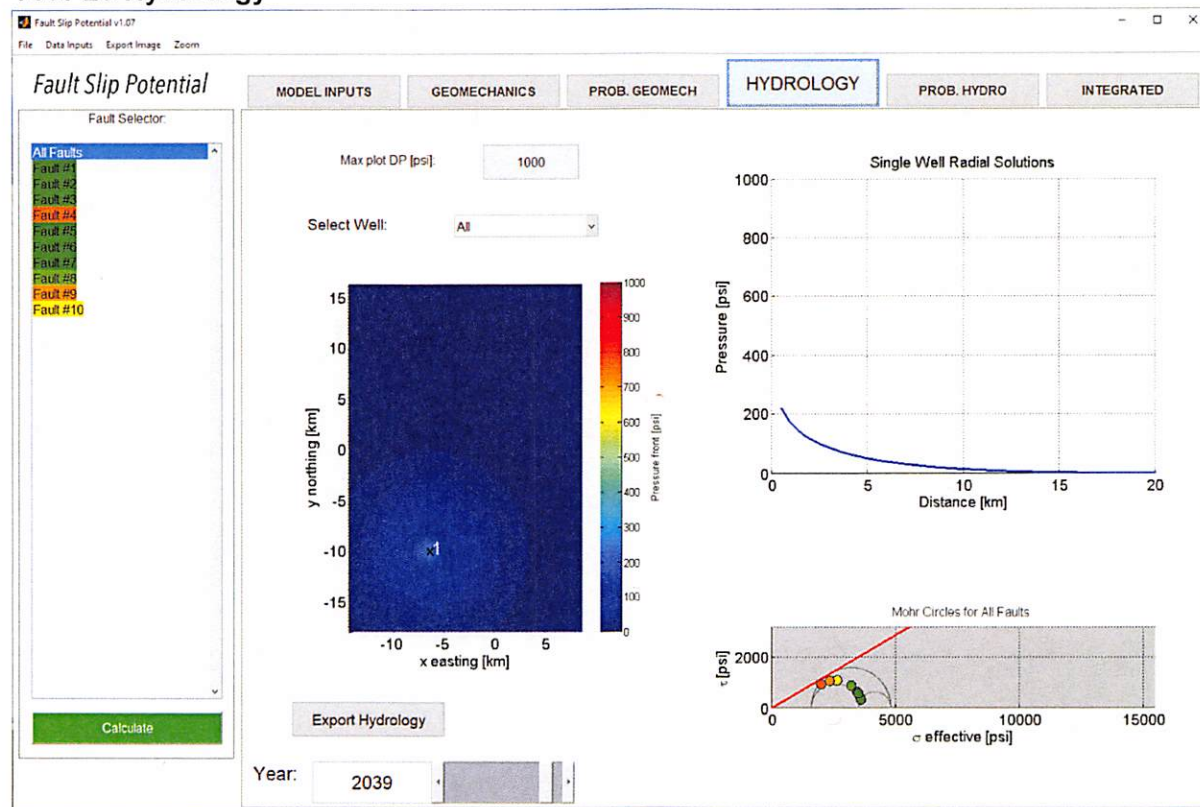 Fault Slip Potential v1.07
File Data Inputs Export Image Zoom
Fault Slip Potential
MODEL INPUTS
GEOMECHANICS
PROB. GEOMECH
HYDROLOGY
PROB. HYDRO
INTEGRATED
Fault Selector:
All Faults
Fault #1
Fault #2
Fault #3
Fault #4
Fault #5
Fault #6
Fault #7
Fault #8
Fault #9
Fault #10
Calculate
Max plot DP [psi]: 1000
Select Well: All
15
10
5
0
-5
-10
-15
y northing [km]
1
-10 -5 0 5
x easting [km]
1000
900
800
700
600
500
400
300
200
100
0
Pressure front [psi]
Export Hydrology
Year: 2039
Single Well Radial Solutions
1000
800
600
400
200
0
Pressure [psi]
0 5 10 15 20
Distance [km]
Mohr Circles for All Faults
2000
0
τ [psi]
0 5000 10000 15000
σ effective [psi]